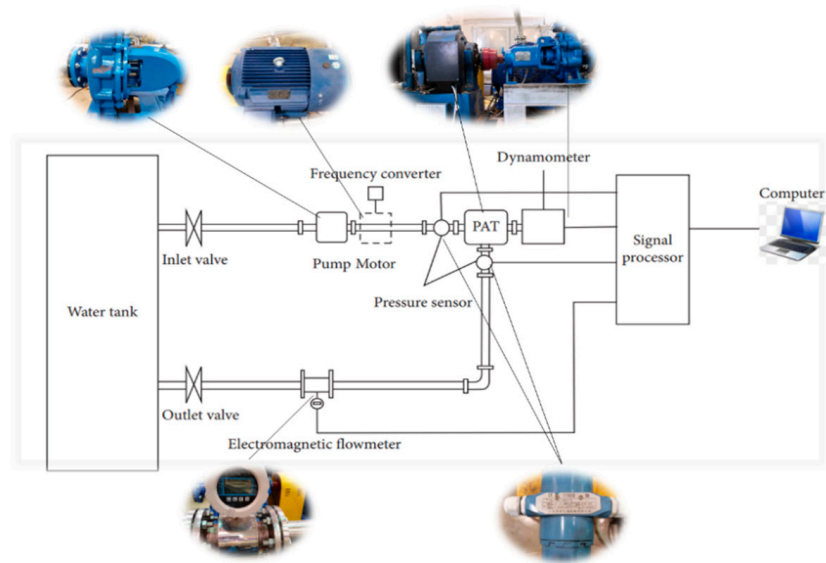 Dynamometer
Frequency converter
Computer
PAT
Signal
processor
Inlet valve
Pump Motor
Pressure sensor
Water tank
Outlet valve
Electromagnetic flowmeter